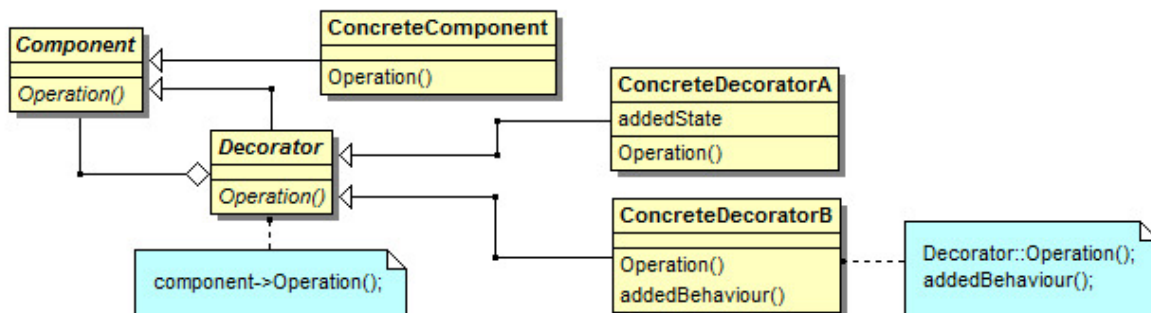 Component
Operation()
ConcreteComponent
Operation()
Decorator
Operation()
component->Operation();
ConcreteDecoratorA
addedState
Operation()
ConcreteDecoratorB
Operation()
addedBehaviour()
Decorator::Operation();
addedBehaviour();